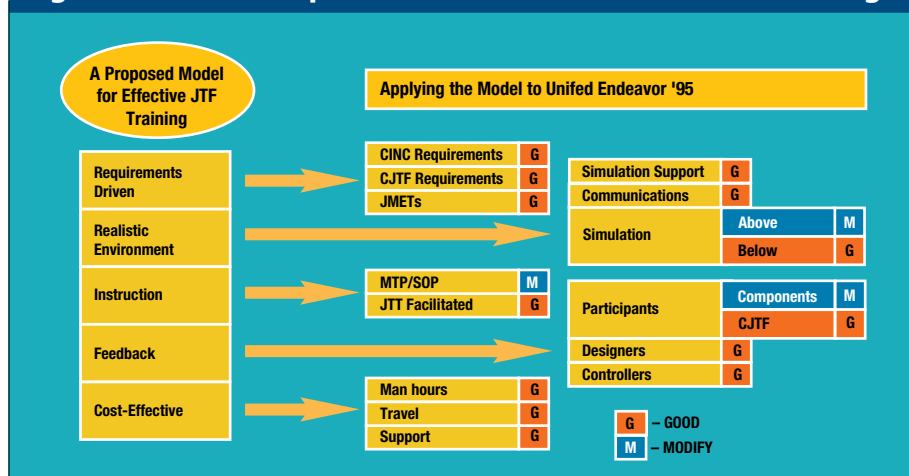 A Proposed Model
for Effective JTF
Training
Applying the Model to Unifed Endeavor '95
Requirements
Driven
Realistic
Environment
Instruction
Feedback
Cost-Effective
CINC Requirements G
CJTF Requirements G
JMETs G
Simulation Support G
Communications G
Simulation
Above M
Below G
MTP/SOP M
JTT Facilitated G
Participants
Components M
CJTF G
Designers G
Controllers G
Man hours G
Travel G
Support G
G – GOOD
M – MODIFY